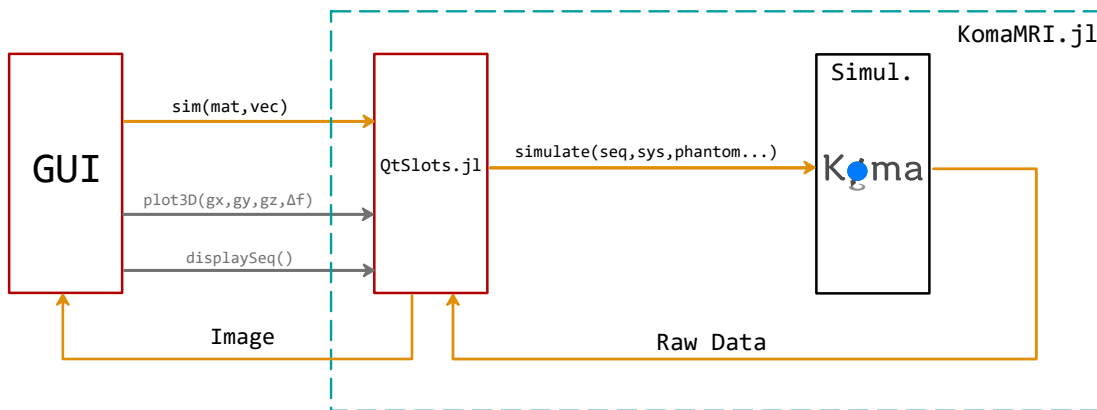 KomaMRI.jl
Simul.
sim(mat,vec)
simulate(seq,sys,phantom...)
GUI
QtSlots.jl
Koma
plot3D(gx,gy,gz,Δf)
displaySeq()
Image
Raw Data